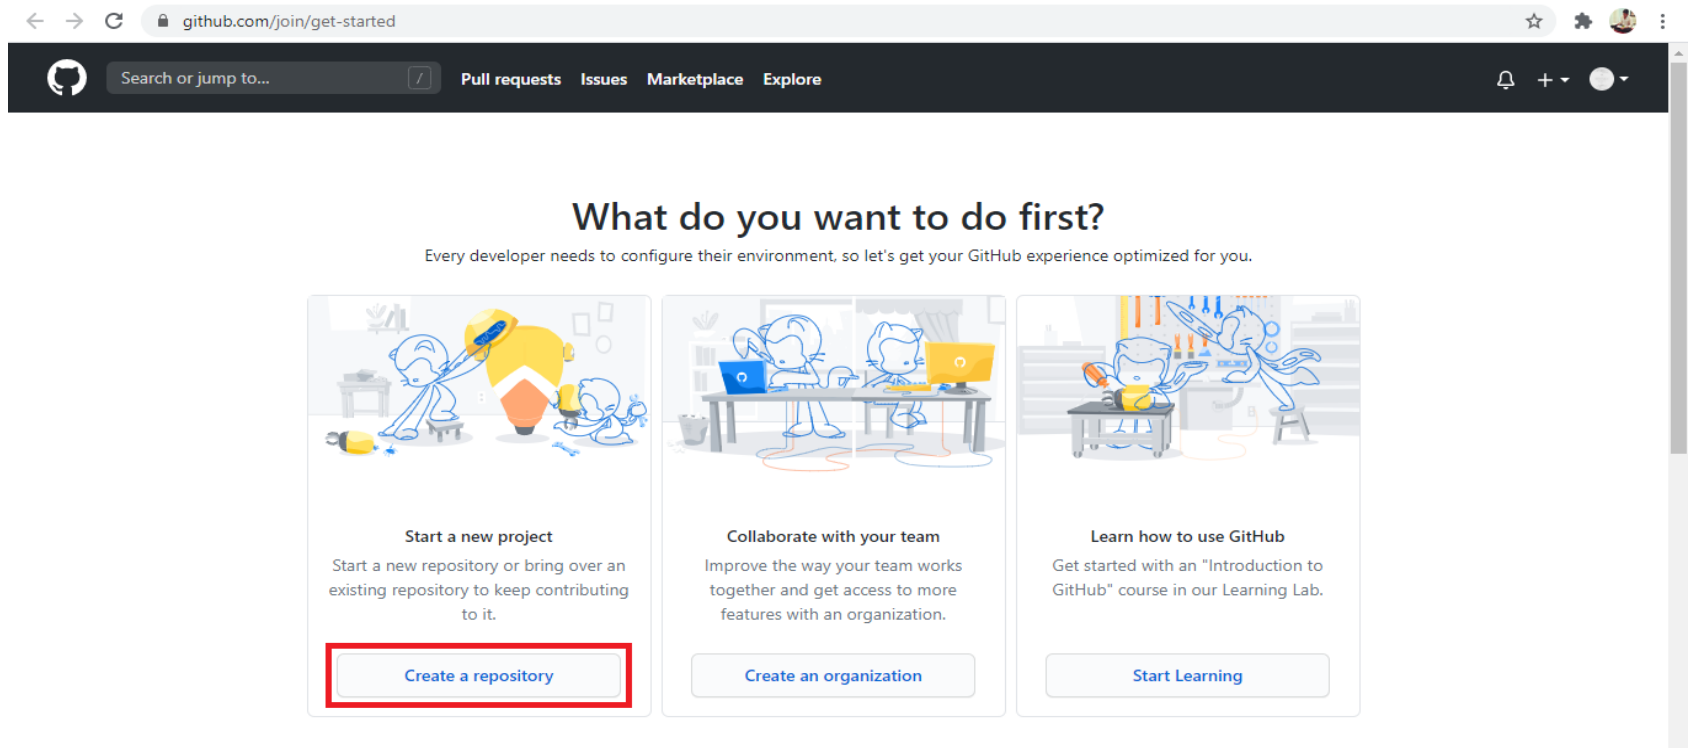 github.com/join/get-started
Search or jump to... /
Pull requests Issues Marketplace Explore
What do you want to do first?
Every developer needs to configure their environment, so let's get your GitHub experience optimized for you.
Start a new project
Start a new repository or bring over an
existing repository to keep contributing
to it.
Create a repository
Collaborate with your team
Improve the way your team works
together and get access to more
features with an organization.
Create an organization
Learn how to use GitHub
Get started with an "Introduction to
GitHub" course in our Learning Lab.
Start Learning